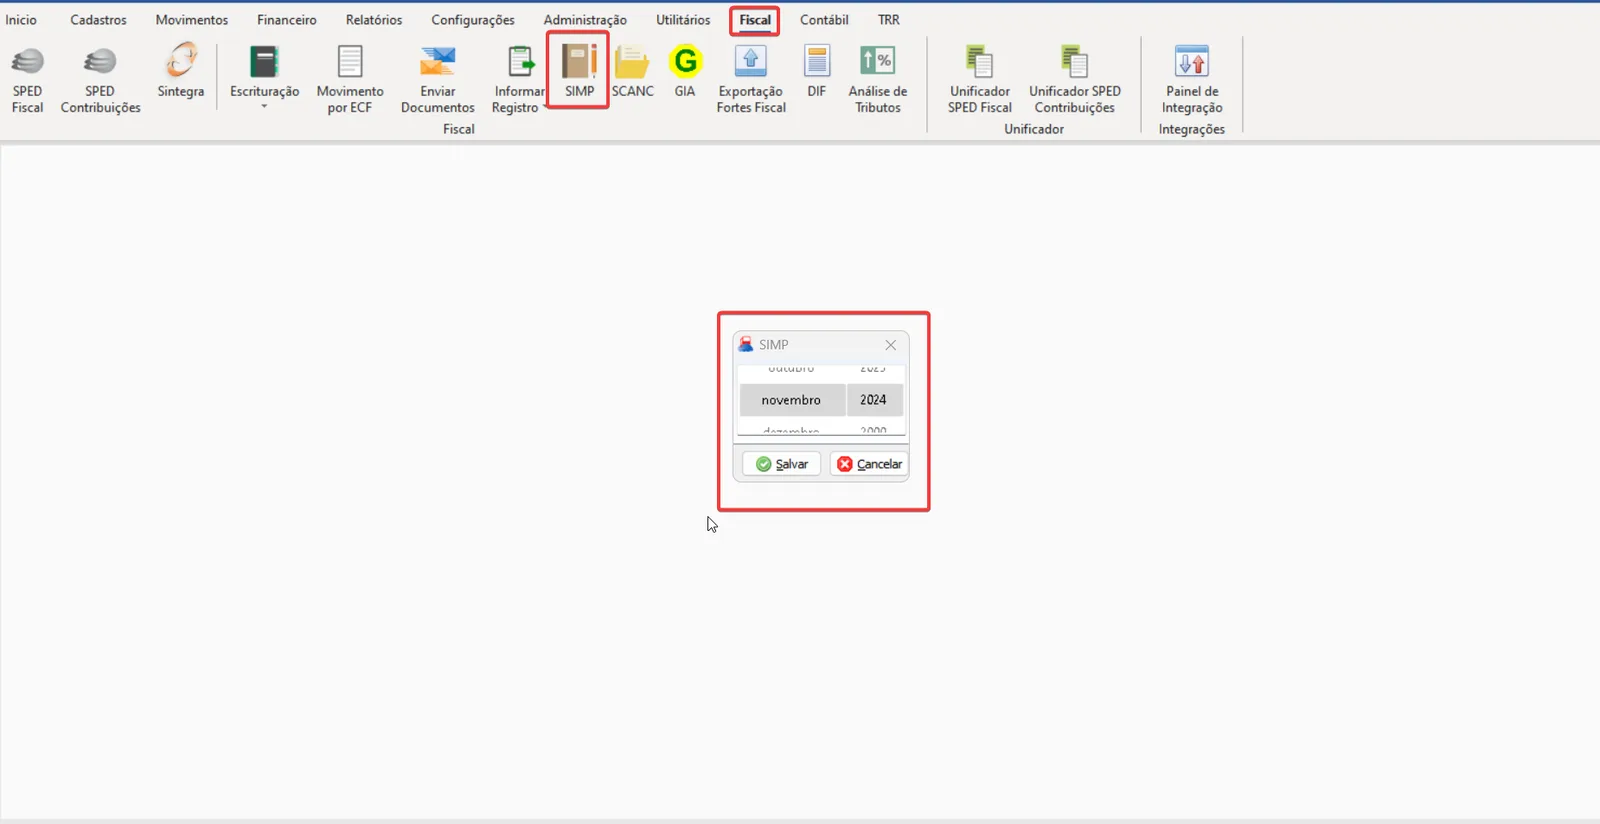 Inicio Cadastros Movimentos Financeiro Relatórios Configurações Administração Utilitários Fiscal Contábil TRR
SPED Fiscal
SPED Contribuições
Sintegra
Escrituração
Movimento por ECF
Enviar Documentos
Informar Registro
SIMP
SCANC
G
GIA
Exportação Fortes Fiscal
DIF
%
Análise de Tributos
Fiscal
Unificador SPED Fiscal
Unificador SPED Contribuições
Unificador
Painel de Integração
Integrações
SIMP
outubro
novembro 2024
dezembro
Salvar Cancelar